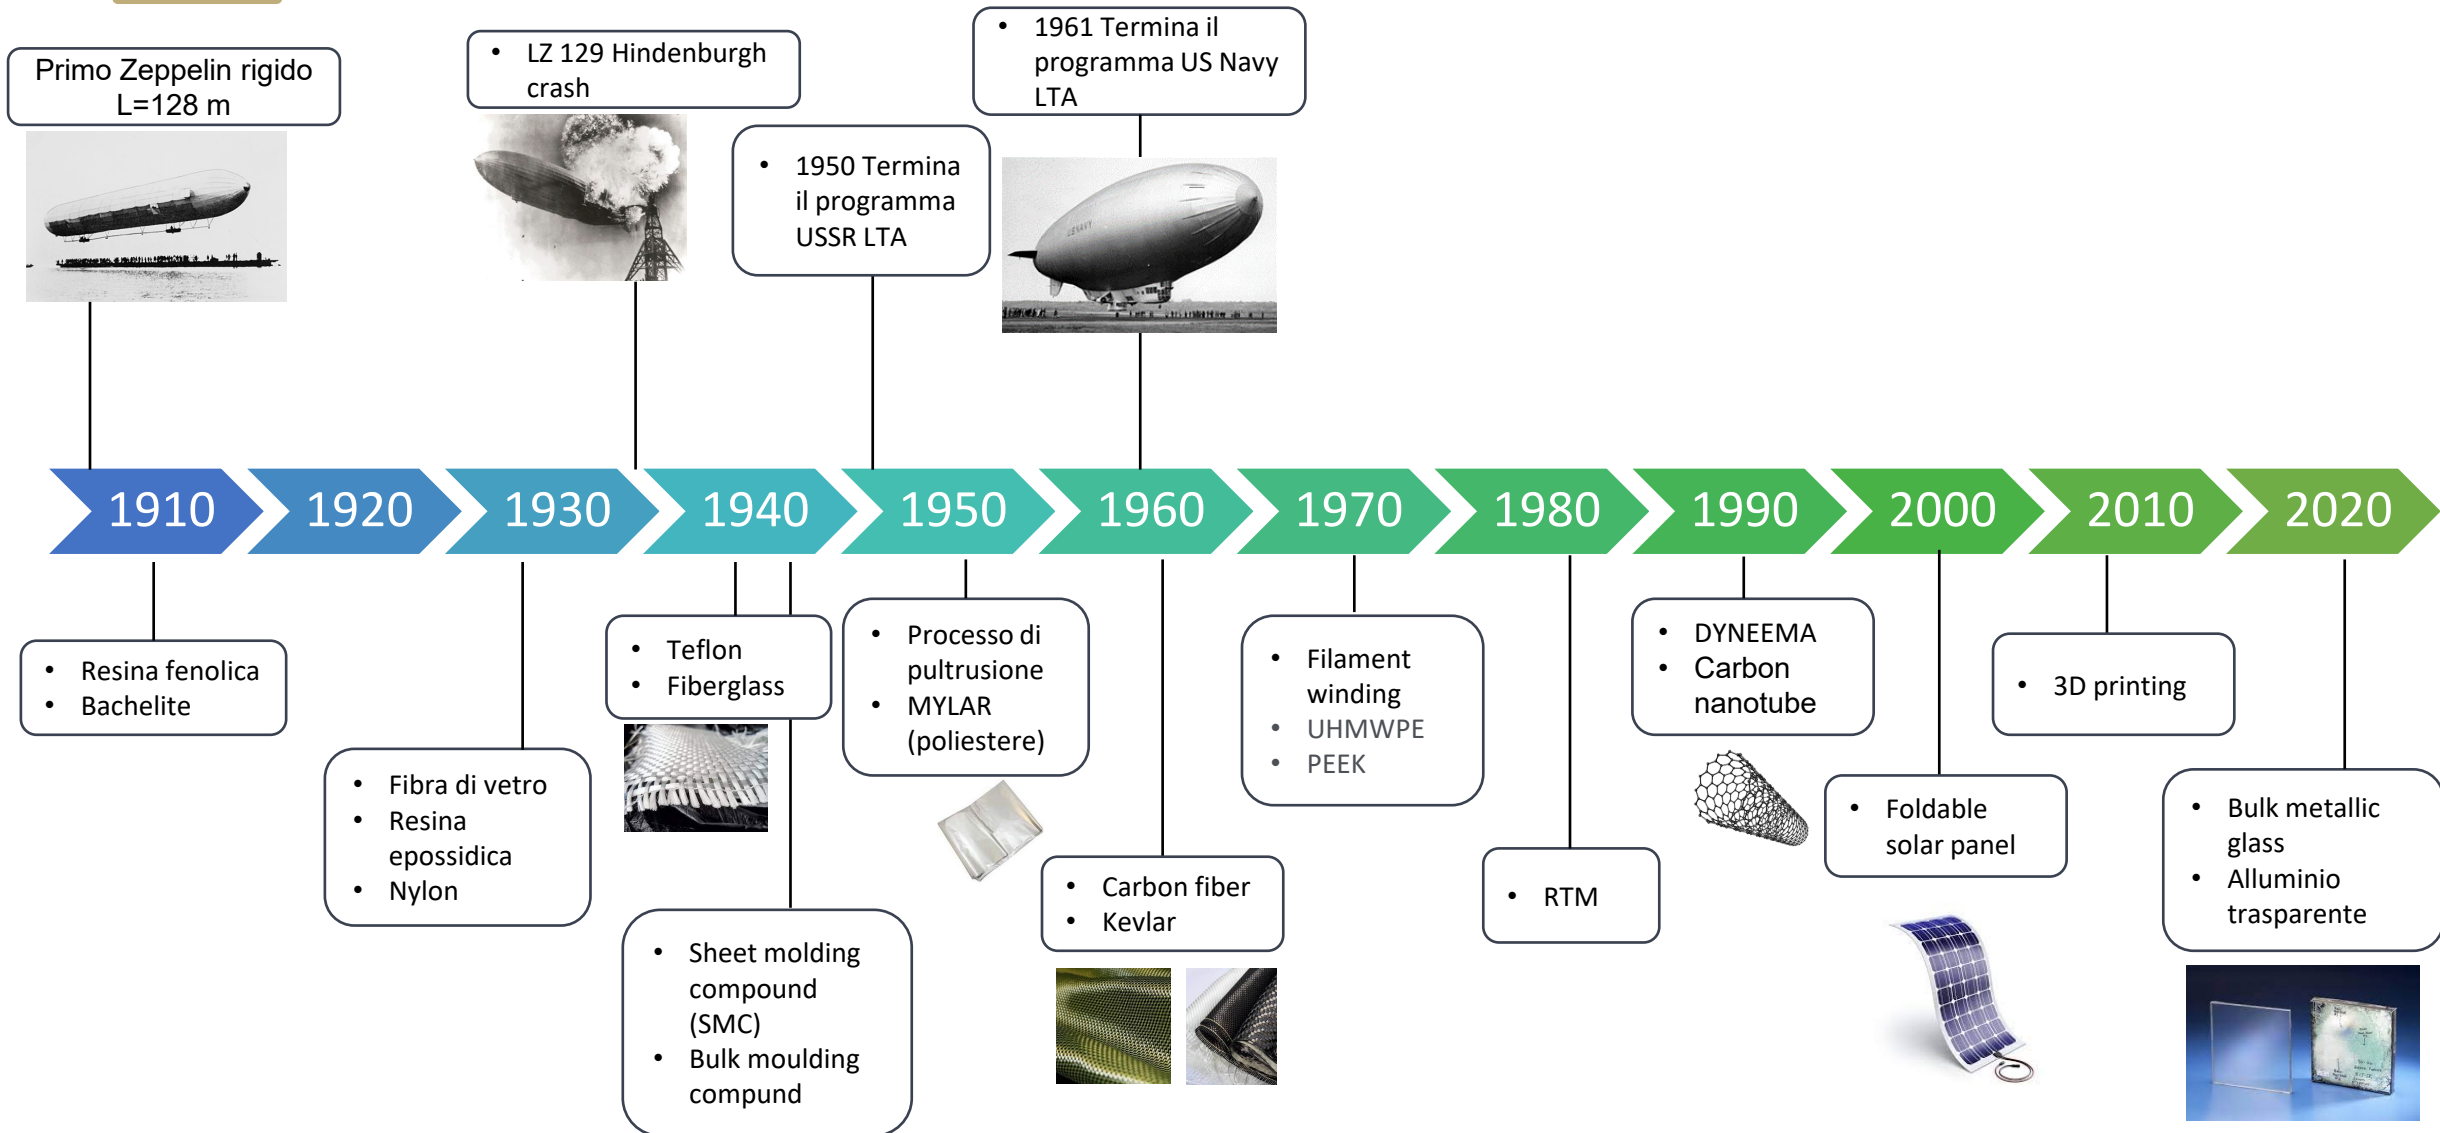 Primo Zeppelin rigido
L=128 m
• LZ 129 Hindenburgh
crash
• 1950 Termina
il programma
USSR LTA
• 1961 Termina il
programma US Navy
LTA
U.S.NAVY
1910
1920
1930
1940
1950
1960
1970
1980
1990
2000
2010
2020
• Resina fenolica
• Bachelite
• Fibra di vetro
• Resina
epossidica
• Nylon
• Teflon
• Fiberglass
• Sheet molding
compound
(SMC)
• Bulk moulding
compund
• Processo di
pultrusione
• MYLAR
(poliestere)
• Carbon fiber
• Kevlar
• Filament
winding
• UHMWPE
• PEEK
• RTM
• DYNEEMA
• Carbon
nanotube
• Foldable
solar panel
• 3D printing
• Bulk metallic
glass
• Alluminio
trasparente